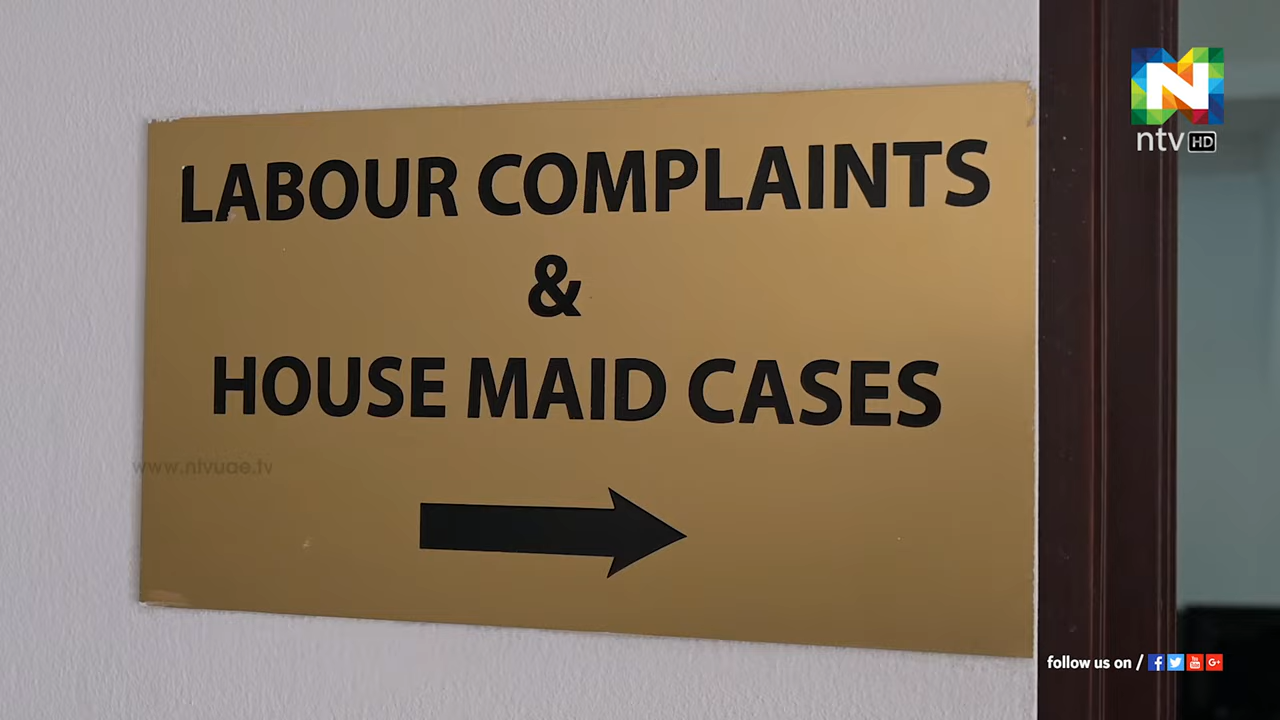 LABOUR COMPLAINTS
&
HOUSE MAID CASES
www.ntvuae.tv
N
ntv HD
follow us on /